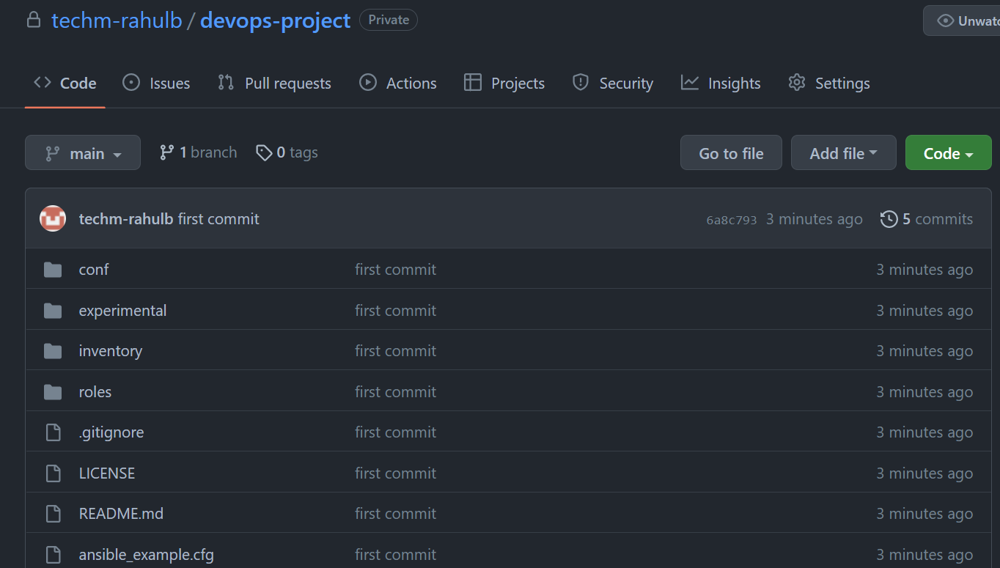 techm-rahulb / devops-project Private
Code Issues Pull requests Actions Projects Security Insights Settings
main 1 branch 0 tags Go to file Add file Code
techm-rahulb first commit 6a8c793 3 minutes ago 5 commits
conf first commit 3 minutes ago
experimental first commit 3 minutes ago
inventory first commit 3 minutes ago
roles first commit 3 minutes ago
.gitignore first commit 3 minutes ago
LICENSE first commit 3 minutes ago
README.md first commit 3 minutes ago
ansible_example.cfg first commit 3 minutes ago